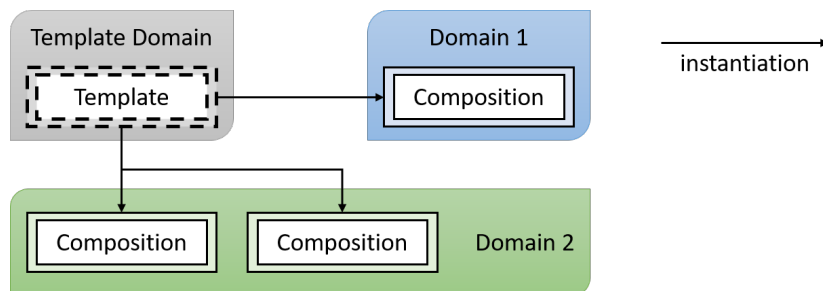 Template Domain
Template
Domain 1
Composition
instantiation
Composition
Composition
Domain 2